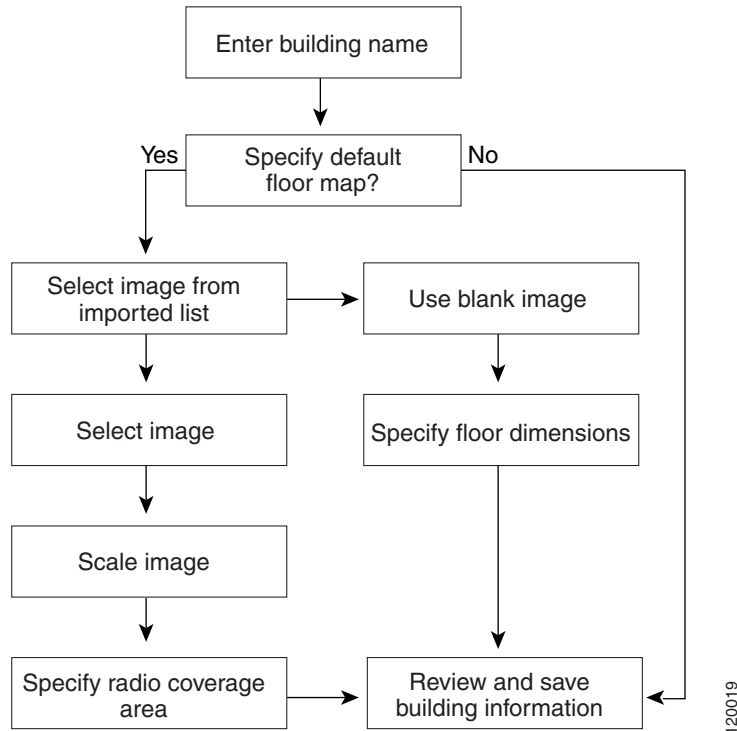 Enter building name
Yes
Specify default
floor map?
No
Select image from
imported list
Use blank image
Select image
Specify floor dimensions
Scale image
Specify radio coverage
area
Review and save
building information
120019